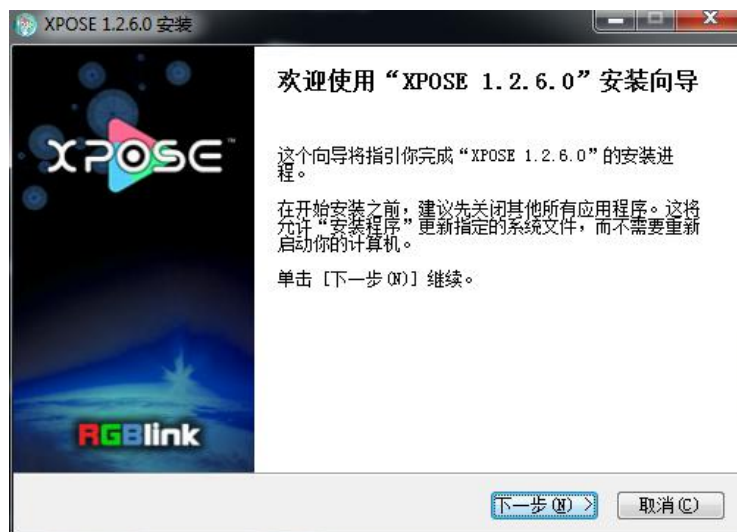 XPOSE 1.2.6.0 安装
欢迎使用“XPOSE 1.2.6.0”安装向导
XPOSE™
这个向导将指引你完成“XPOSE 1.2.6.0”的安装进
程。
在开始安装之前，建议先关闭其他所有应用程序。这将
允许“安装程序”更新指定的系统文件，而不需要重新
启动你的计算机。
单击 [下一步(N)] 继续。
RGBlink
下一步(N) >
取消(C)